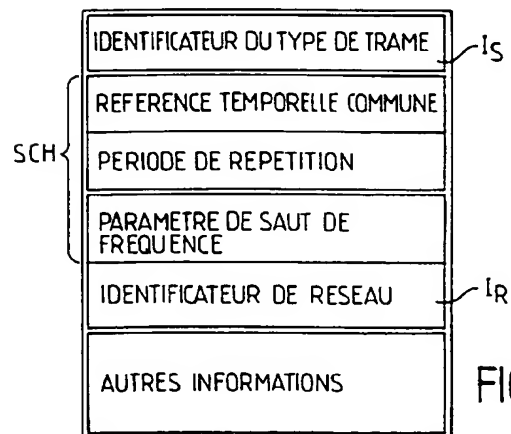 IDENTIFICATEUR DU TYPE DE TRAME
IS
REFERENCE TEMPORELLE COMMUNE
SCH
PERIODE DE REPETITION
PARAMETRE DE SAUT DE
FREQUENCE
IDENTIFICATEUR DE RESEAU
IR
AUTRES INFORMATIONS
FIG